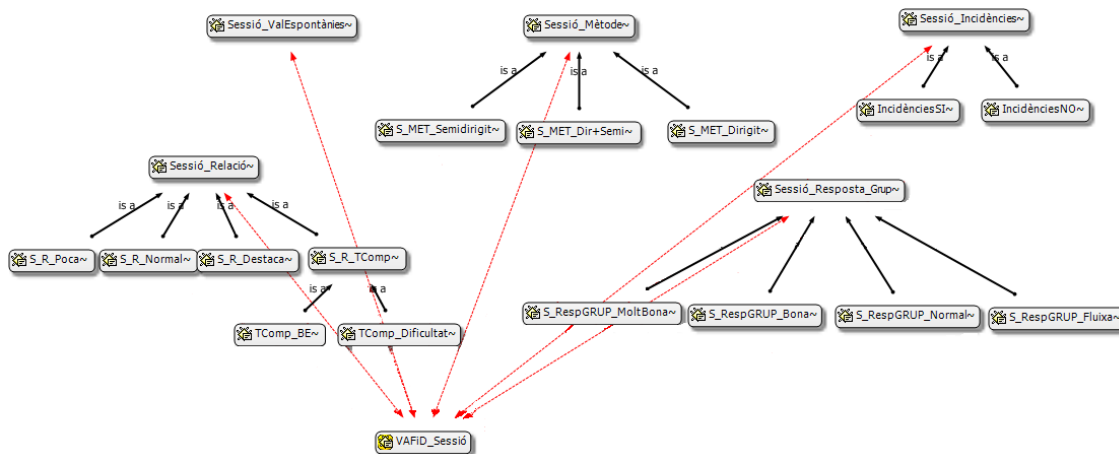 Sessió_ValEspontànies~
Sessió_Mètode~
Sessió_Incidències~
is a
is a
is a
is a
is a
S_MET_Semidirigit~
S_MET_Dir+Semi~
S_MET_Dirigit~
IncidènciesSI~
IncidènciesNO~
Sessió_Relació~
Sessió_Resposta_Grup~
is a
is a
is a
is a
S_R_Poca~
S_R_Normal~
S_R_Destaca~
S_R_TComp~
is a
is a
TComp_BE~
TComp_Dificultat~
S_RespGRUP_MoltBona~
S_RespGRUP_Bona~
S_RespGRUP_Normal~
S_RespGRUP_Fluixa~
VAFiD_Sessió